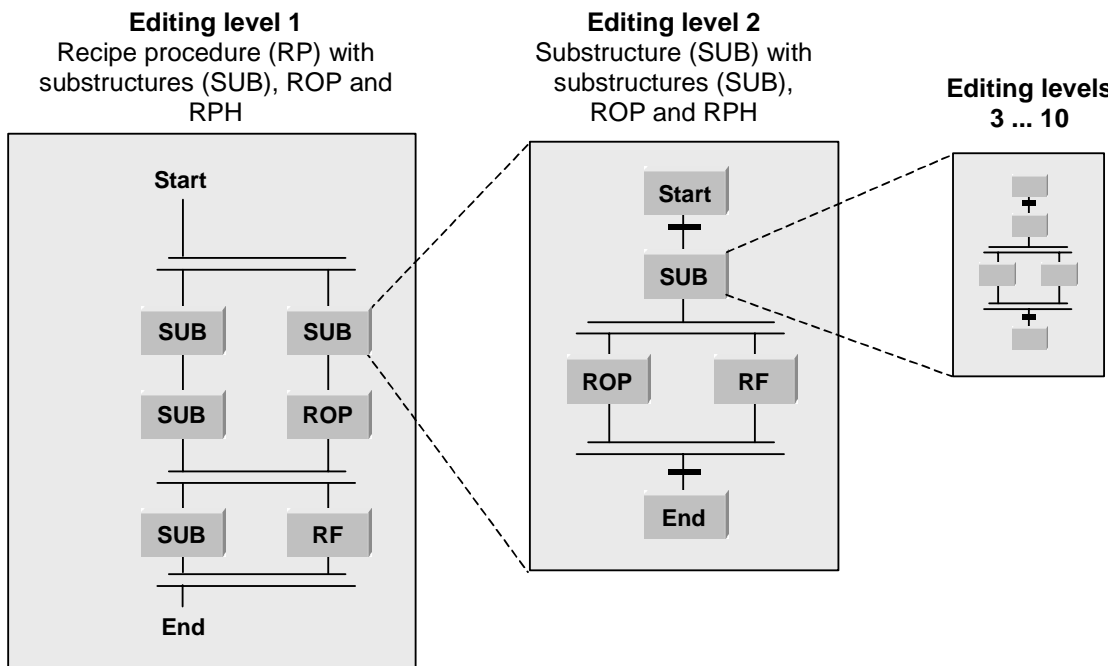 Editing level 1
Recipe procedure (RP) with
substructures (SUB), ROP and
RPH
Start
SUB SUB
SUB ROP
SUB RF
End
Editing level 2
Substructure (SUB) with
substructures (SUB),
ROP and RPH
Start
SUB
ROP RF
End
Editing levels
3 ... 10